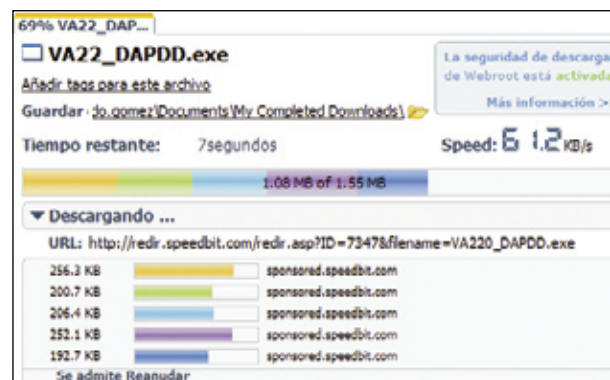 69% VA22_DAP...
VA22_DAPDD.exe
La seguridad de descarga
de Webroot está activada
Más información >
Añadir tags para este archivo
Guardar do.gomez\Documents\My Completed Downloads\
Tiempo restante: 7segundos
Speed: 61.2 KB/s
1.08 MB of 1.55 MB
Descargando ...
URL: http://redir.speedbit.com/redir.asp?ID=7347&filename=VA220_DAPDD.exe
256.3 KB sponsored.speedbit.com
200.7 KB sponsored.speedbit.com
206.4 KB sponsored.speedbit.com
252.1 KB sponsored.speedbit.com
192.7 KB sponsored.speedbit.com
Se admite Reanudar